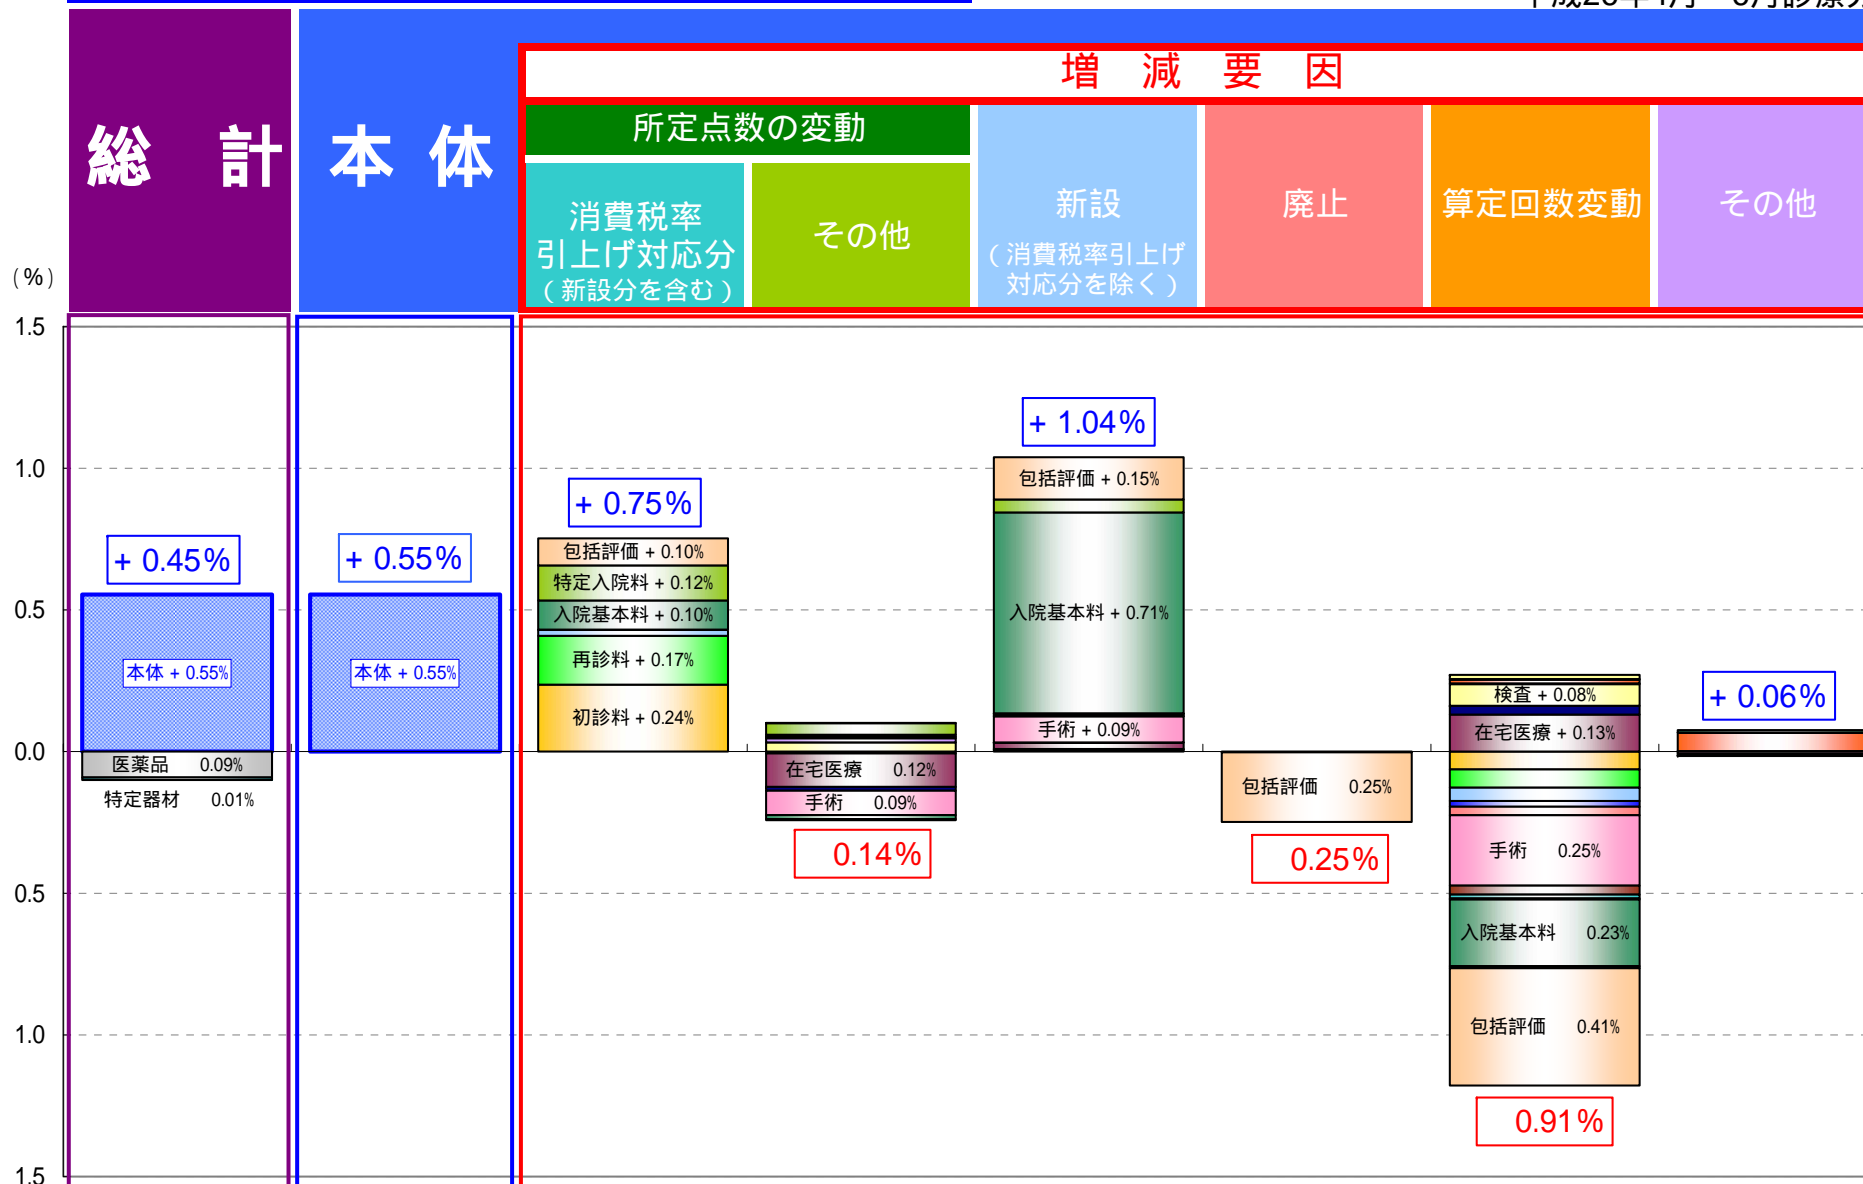 増 減 要 因
総 計
本 体
所定点数の変動
消費税率
引上げ対応分
（新設分を含む）
その他
新設
（消費税率引上げ
対応分を除く）
廃止
算定回数変動
その他
(%)
1.5
1.0
0.5
0.0
0.5
1.0
1.5
+ 0.45%
本体 + 0.55%
医薬品 0.09%
特定器材 0.01%
+ 0.55%
本体 + 0.55%
+ 0.75%
包括評価 + 0.10%
特定入院料 + 0.12%
入院基本料 + 0.10%
再診料 + 0.17%
初診料 + 0.24%
在宅医療 0.12%
手術 0.09%
0.14%
+ 1.04%
包括評価 + 0.15%
入院基本料 + 0.71%
手術 + 0.09%
包括評価 0.25%
0.25%
検査 + 0.08%
在宅医療 + 0.13%
手術 0.25%
入院基本料 0.23%
包括評価 0.41%
0.91%
+ 0.06%